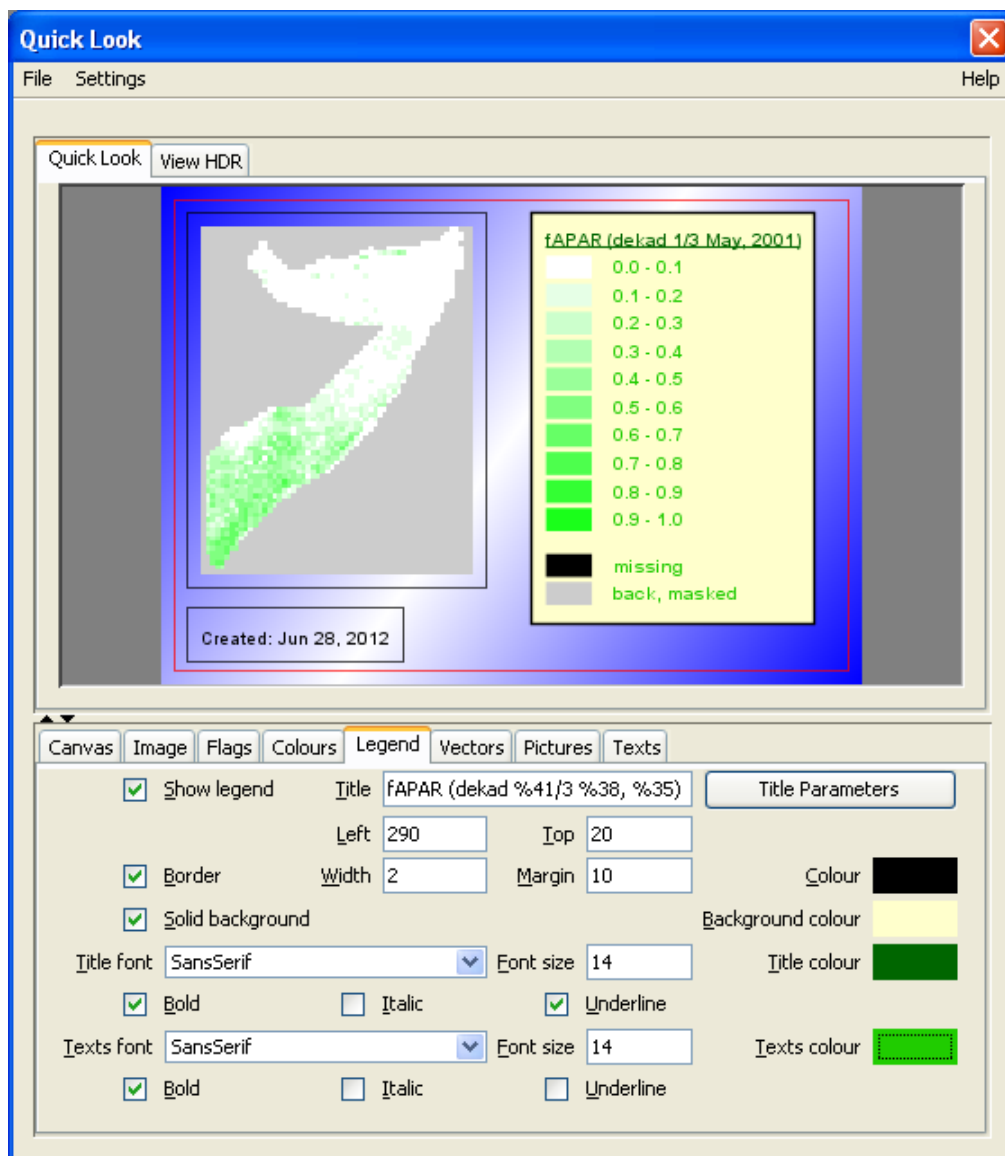 Quick Look
File Settings Help
Quick Look View HDR
fAPAR (dekad 1/3 May, 2001)
0.0 - 0.1
0.1 - 0.2
0.2 - 0.3
0.3 - 0.4
0.4 - 0.5
0.5 - 0.6
0.6 - 0.7
0.7 - 0.8
0.8 - 0.9
0.9 - 1.0
missing
back, masked
Created: Jun 28, 2012
Canvas Image Flags Colours Legend Vectors Pictures Texts
Show legend Title fAPAR (dekad %41/3 %38, %35) Title Parameters
Left 290 Top 20
Border Width 2 Margin 10 Colour
Solid background Background colour
Title font SansSerif Font size 14 Title colour
Bold Italic Underline
Texts font SansSerif Font size 14 Texts colour
Bold Italic Underline